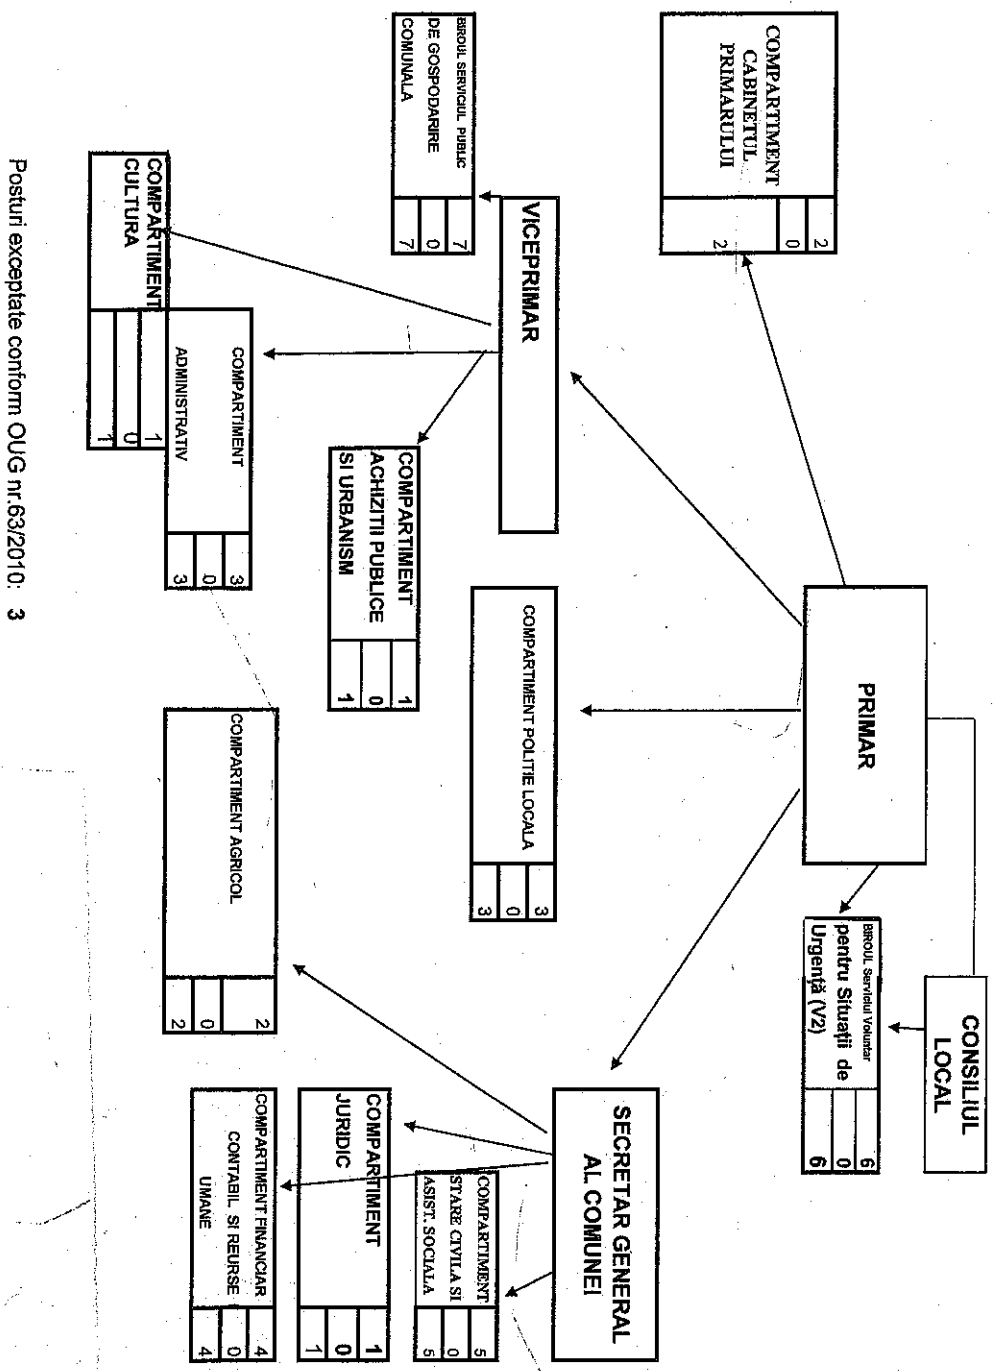 CONSILIUL
LOCAL
PRIMAR
BIROUL Serviciul Voluntar
pentru Situații de
Urgență (V2)
6
0
6
COMPARTIMENT
CABINETUL
PRIMARULUI
2
0
2
VICEPRIMAR
COMPARTIMENT POLITIE LOCALA
3
0
3
SECRETAR GENERAL
AL COMUNEI
BIROUL SERVICIUL PUBLIC
DE GOSPODARIRE
COMUNALA
7
0
7
COMPARTIMENT
ACHIZITII PUBLICE
SI URBANISM
1
0
1
COMPARTIMENT
STARE CIVILA SI
ASIST. SOCIALA
5
0
5
COMPARTIMENT
JURIDIC
1
0
1
COMPARTIMENT AGRICOL
2
0
2
COMPARTIMENT FINANCIAR
CONTABIL SI REURSE
UMANE
4
0
4
COMPARTIMENT
ADMINISTRATIV
3
0
3
COMPARTIMENT
CULTURA
1
0
1
Posturi exceptate conform OUG nr.63/2010: 3